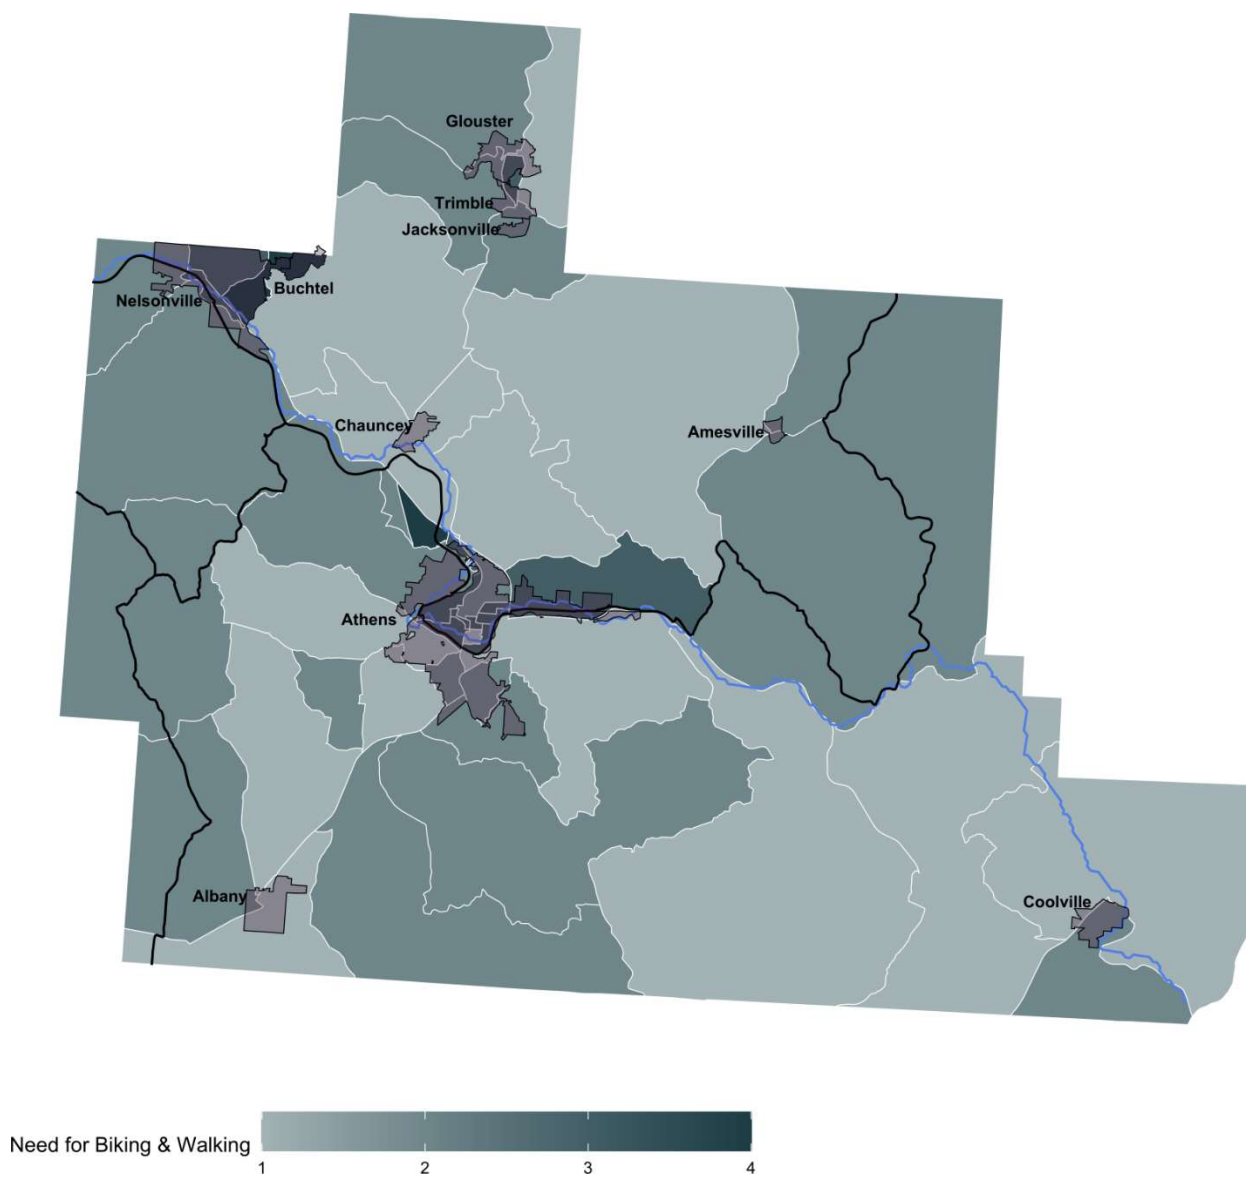 Glouster
Trimble
Jacksonville
Buchtel
Nelsonville
Chauncey
Amesville
Athens
Albany
Coolville
Need for Biking & Walking
1 2 3 4